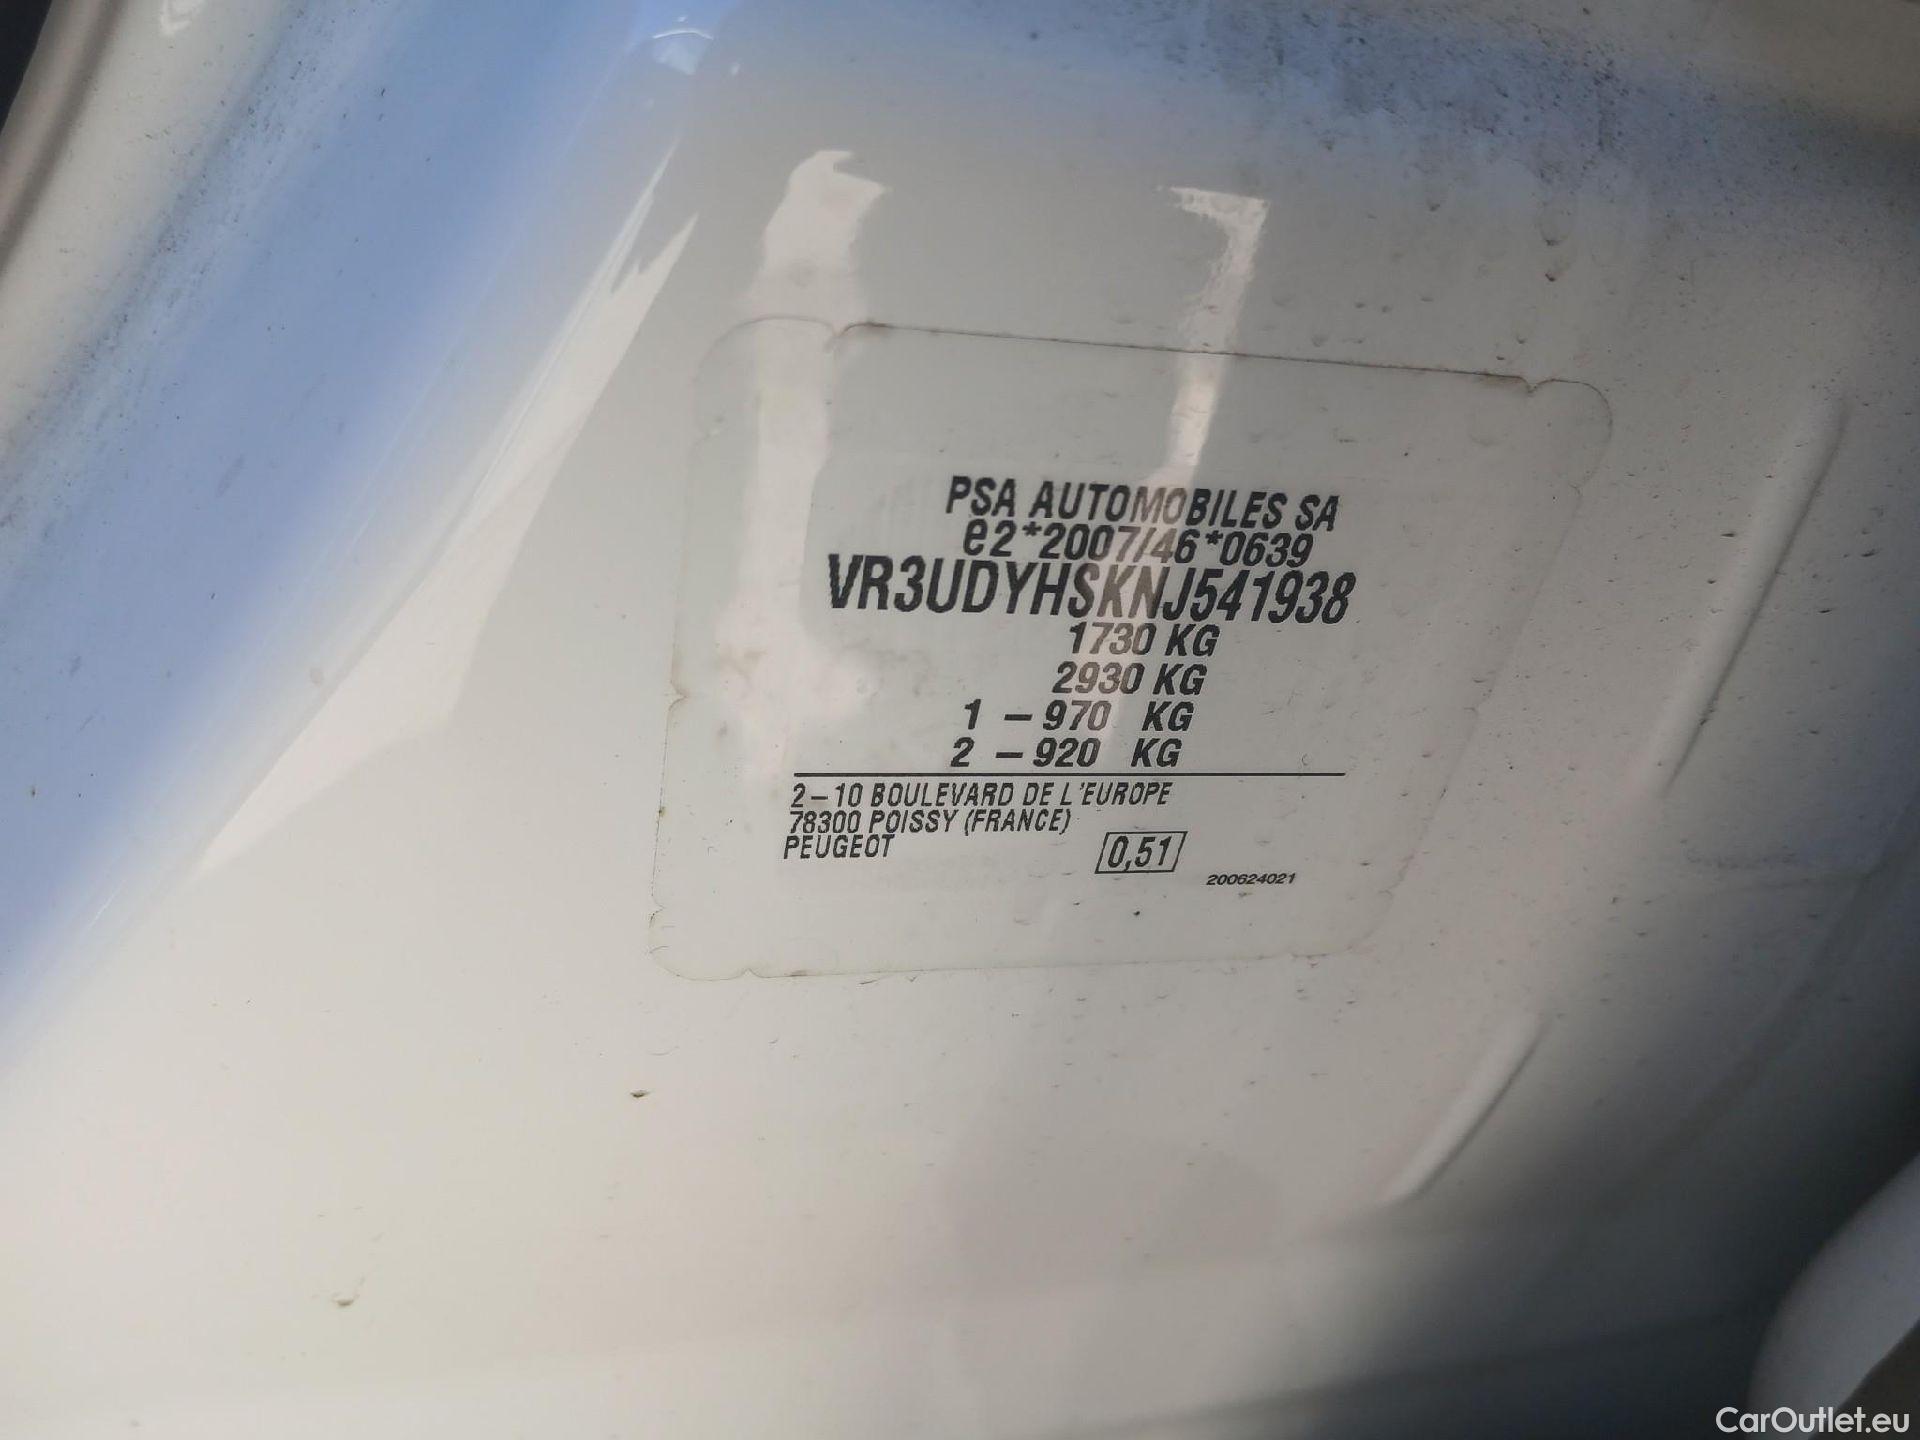 PSA AUTOMOBILES SA
e2*2007/46*0639
VR3UDYHSKNJ541938
1730 KG
2930 KG
1 – 970 KG
2 – 920 KG
2–10 BOULEVARD DE L'EUROPE
78300 POISSY (FRANCE)
PEUGEOT
0,51
200624021
CarOutlet.eu